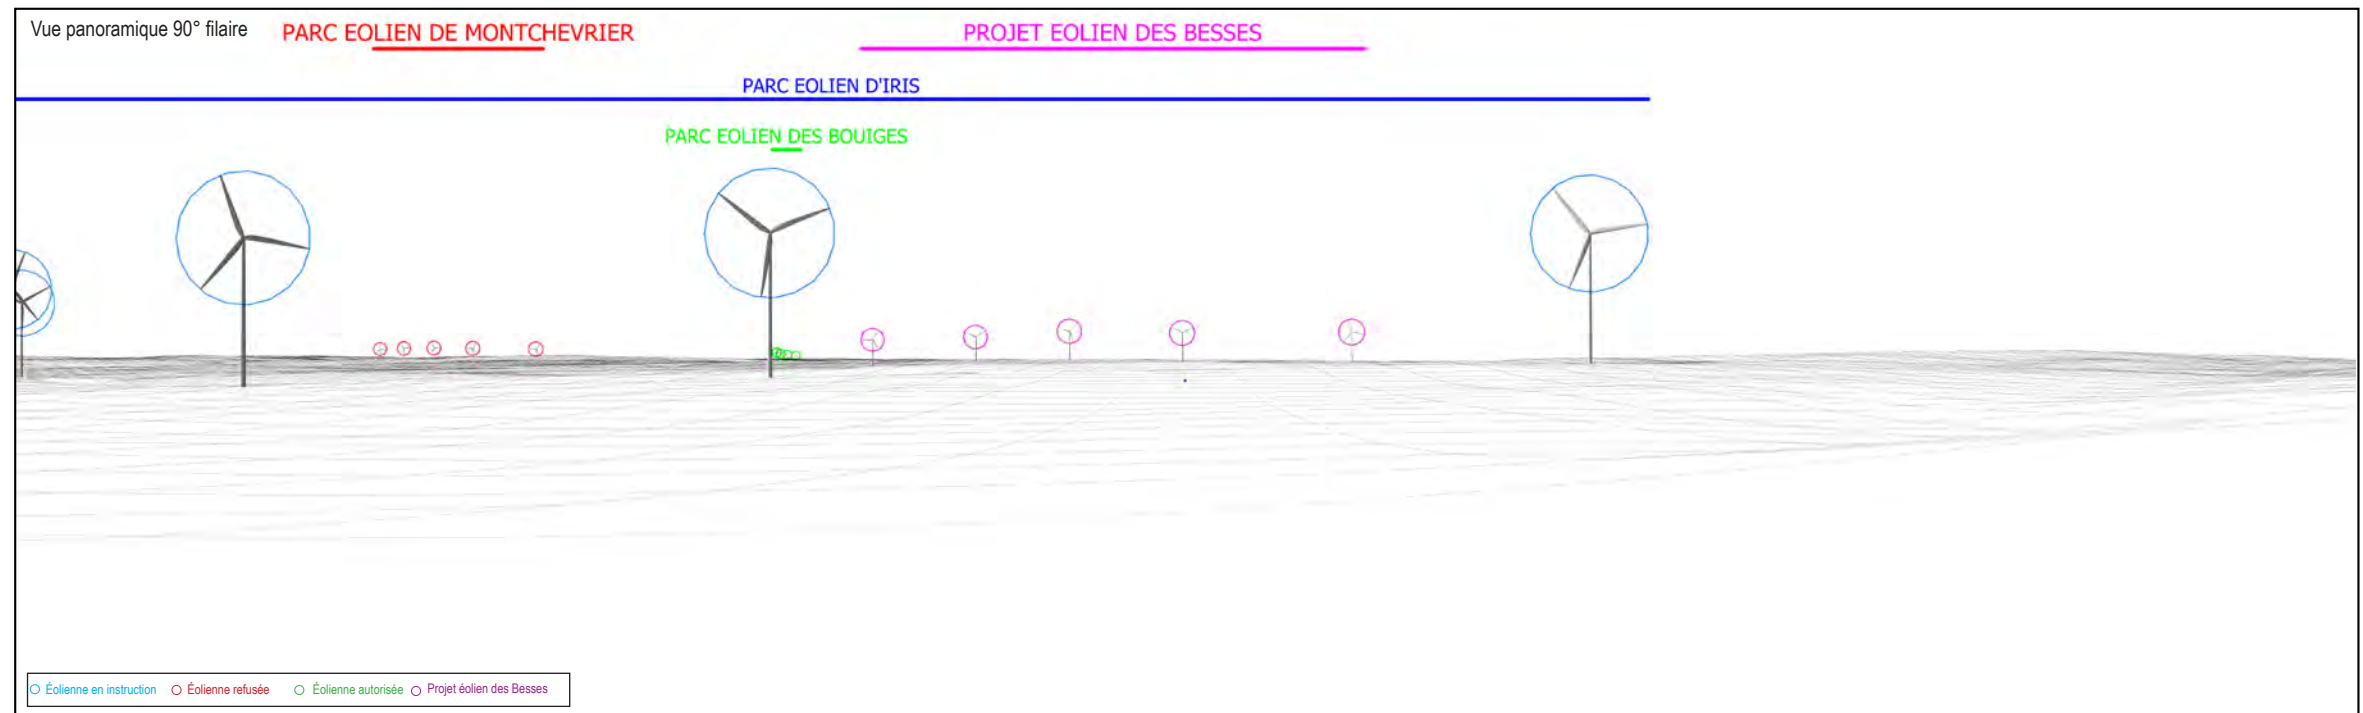 Vue panoramique 90° filaire
PARC EOLIEN DE MONTCHEVRIER
PROJET EOLIEN DES BESSES
PARC EOLIEN D'IRIS
PARC EOLIEN DES BOUIGES
Éolienne en instruction
Éolienne refusée
Éolienne autorisée
Projet éolien des Besses